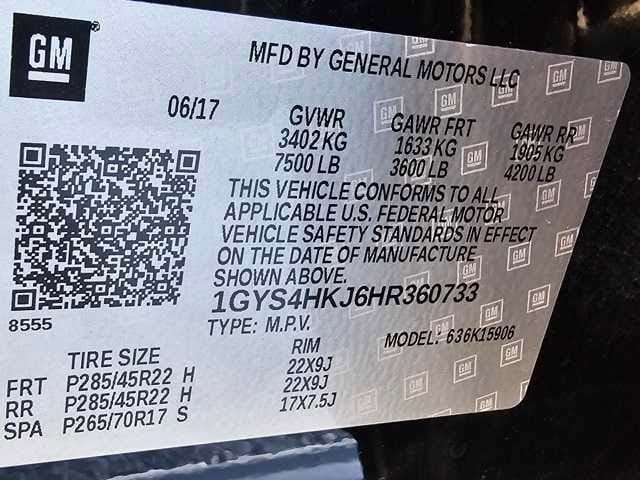 GM
MFD BY GENERAL MOTORS LLC
06/17
GVWR GAWR FRT GAWR RR
3402 KG 1633 KG 1905 KG
7500 LB 3600 LB 4200 LB
THIS VEHICLE CONFORMS TO ALL
APPLICABLE U.S. FEDERAL MOTOR
VEHICLE SAFETY STANDARDS IN EFFECT
ON THE DATE OF MANUFACTURE
SHOWN ABOVE.
1GYS4HKJ6HR360733
8555
TYPE: M.P.V. MODEL: 636K15906
TIRE SIZE RIM
FRT P285/45R22 H 22X9J
RR P285/45R22 H 22X9J
SPA P265/70R17 S 17X7.5J